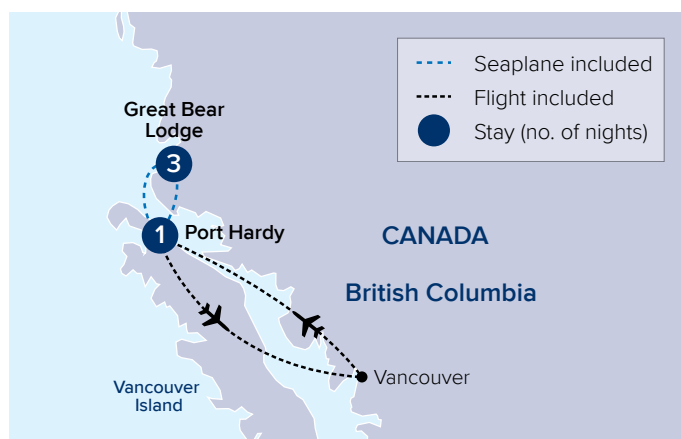 Seaplane included
Flight included
Stay (no. of nights)
Great Bear
Lodge
3
1
Port Hardy
CANADA
British Columbia
Vancouver
Vancouver
Island